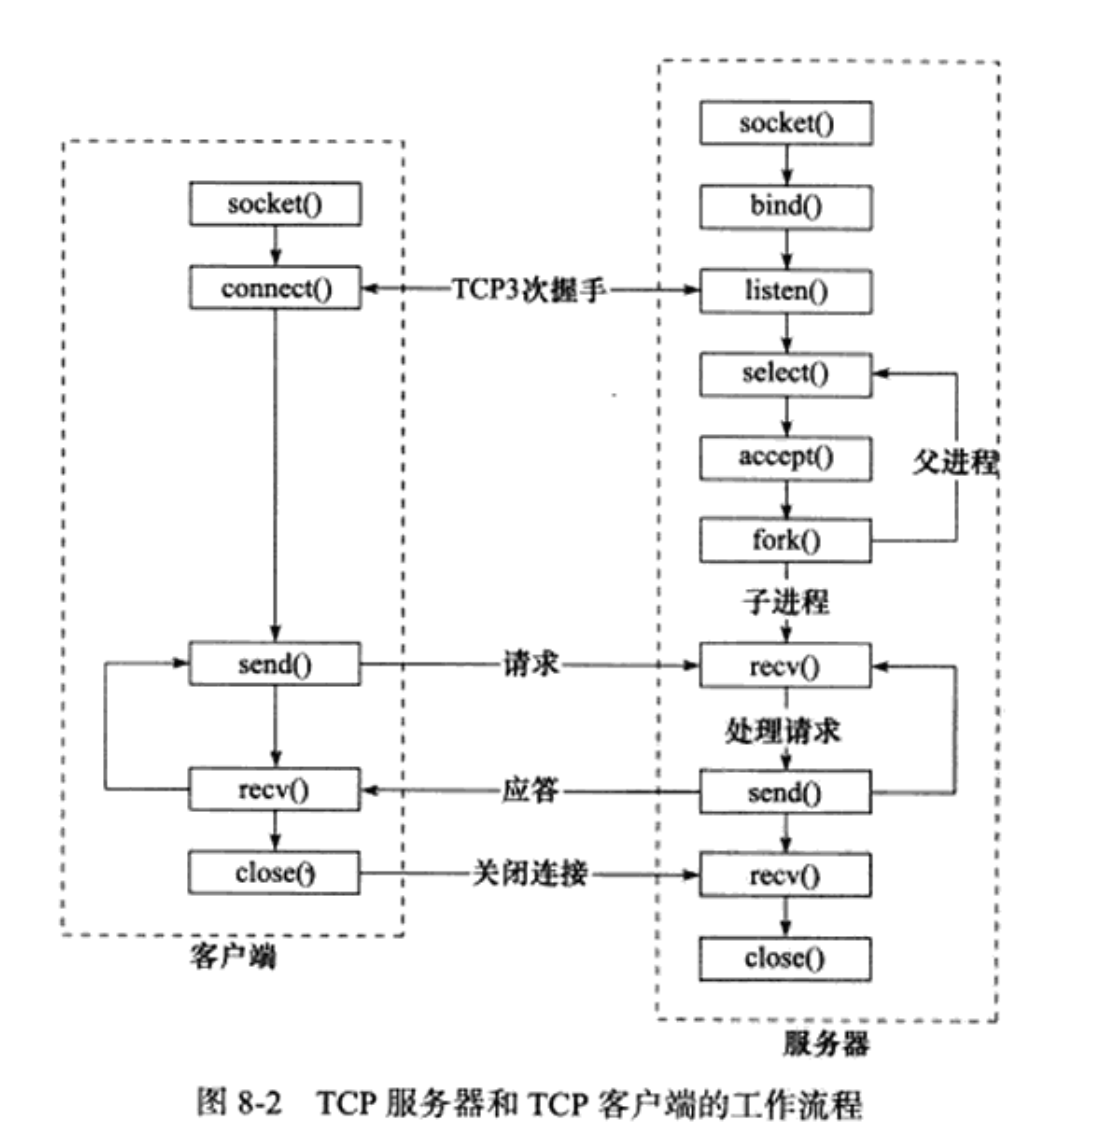 socket()
bind()
listen()
select()
accept()
fork()
父进程
子进程
recv()
处理请求
send()
recv()
close()
服务器
socket()
connect()
TCP3次握手
send()
请求
recv()
应答
close()
关闭连接
客户端
图 8-2 TCP 服务器和 TCP 客户端的工作流程